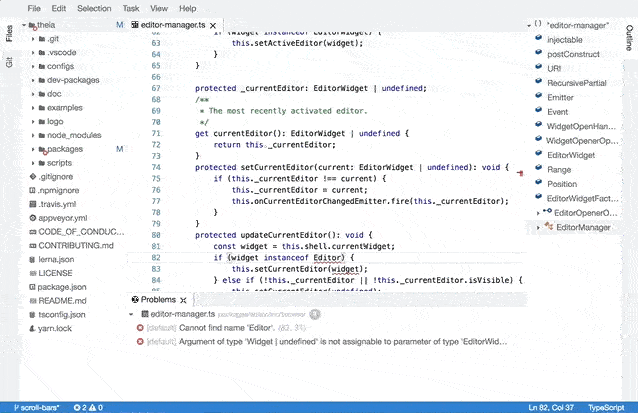 File Edit Selection Task View Help
Files
Git
theia M
.git
.vscode
configs
dev-packages
doc
examples
logo
node_modules
packages M
scripts
.gitignore
.npmignore
.travis.yml
appveyor.yml
CODE_OF_CONDUC...
CONTRIBUTING.md
lerna.json
LICENSE
package.json
README.md
tsconfig.json
yarn.lock
editor-manager.ts
62 if (widget instanceof EditorWidget) {
63 this.setActiveEditor(widget);
64 }
65 }
66
67 protected _currentEditor: EditorWidget | undefined;
68 /**
69 * The most recently activated editor.
70 */
71 get currentEditor(): EditorWidget | undefined {
72 return this._currentEditor;
73 }
74 protected setCurrentEditor(current: EditorWidget | undefined): void {
75 if (this._currentEditor !== current) {
76 this._currentEditor = current;
77 this.onCurrentEditorChangedEmitter.fire(this._currentEditor);
78 }
79 }
80 protected updateCurrentEditor(): void {
81 const widget = this.shell.currentWidget;
82 if (widget instanceof Editor) {
83 this.setCurrentEditor(widget);
84 } else if (!this._currentEditor || !this._currentEditor.isVisible) {
85 this.setCurrentEditor(undefined);
Problems
editor-manager.ts
[default] Cannot find name 'Editor'. (82, 31)
[default] Argument of type 'Widget | undefined' is not assignable to parameter of type 'EditorWid...
Outline
"editor-manager"
injectable
postConstruct
URI
RecursivePartial
Emitter
Event
WidgetOpenHan...
WidgetOpenerOp...
EditorWidget
Range
Position
EditorWidgetFact...
EditorOpenerO...
EditorManager
scroll-bars* 2 0 Ln 82, Col 37 TypeScript